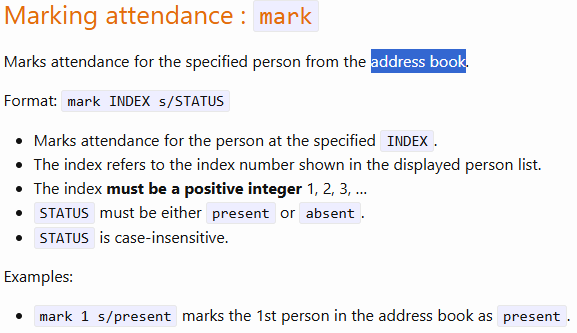 Marking attendance : mark
Marks attendance for the specified person from the address book.
Format: mark INDEX s/STATUS
Marks attendance for the person at the specified INDEX.
The index refers to the index number shown in the displayed person list.
The index must be a positive integer 1, 2, 3, ...
STATUS must be either present or absent.
STATUS is case-insensitive.
Examples:
mark 1 s/present marks the 1st person in the address book as present.